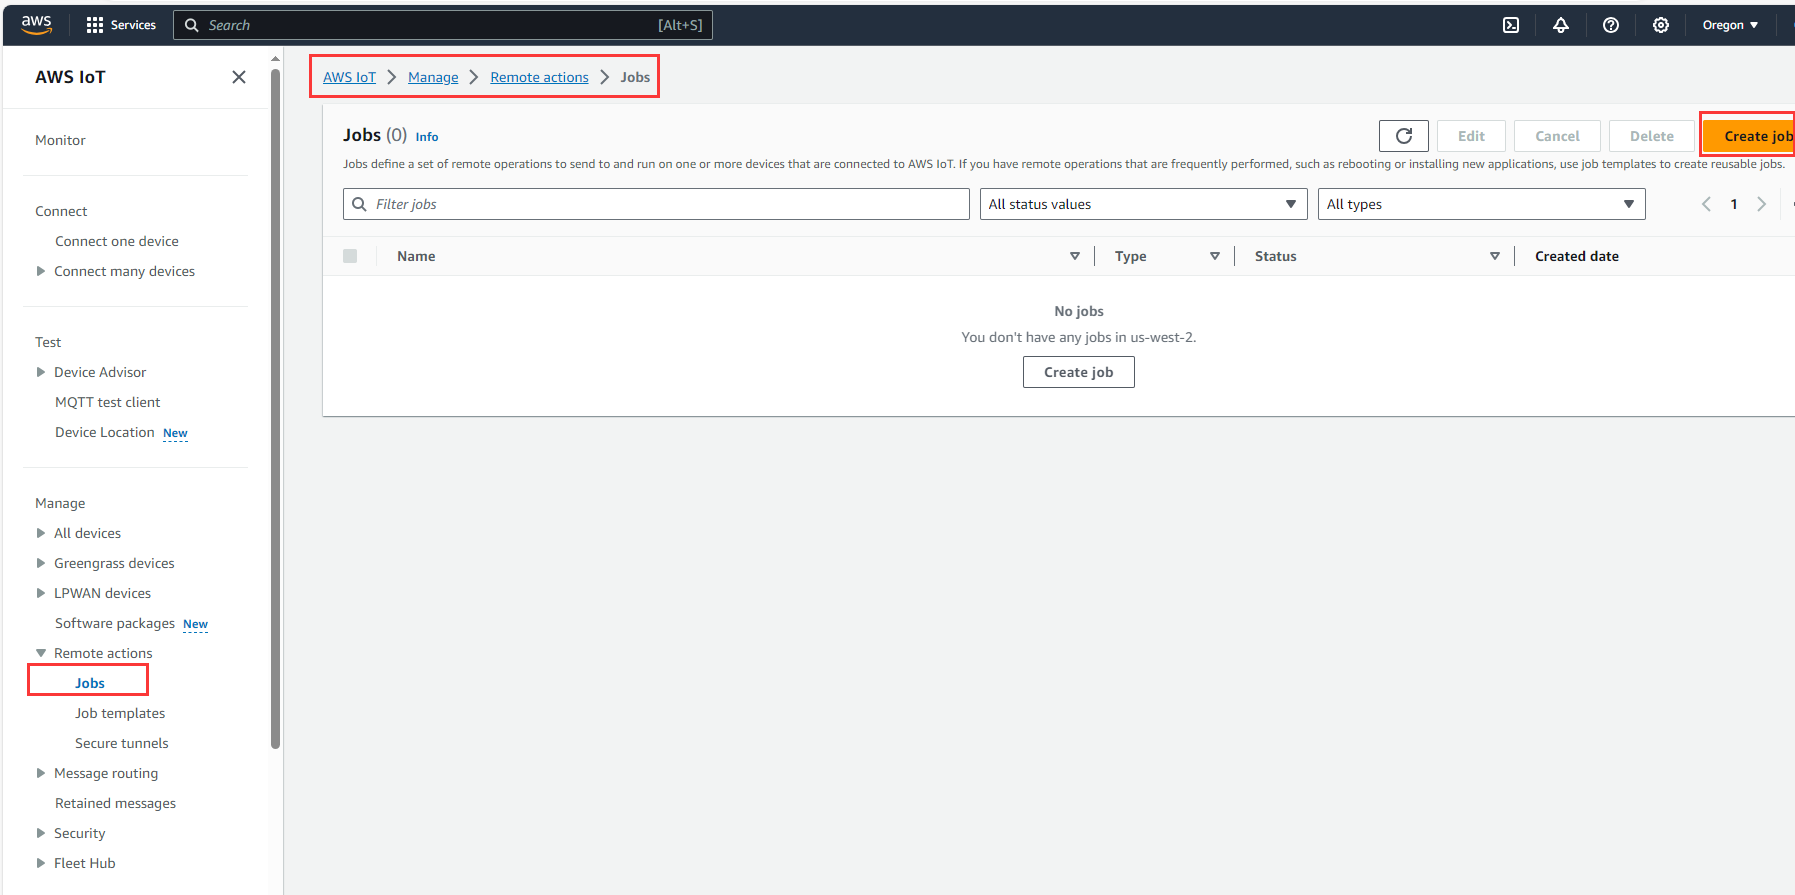 aws Services Search [Alt+S] Oregon
AWS IoT
Monitor
Connect
Connect one device
Connect many devices
Test
Device Advisor
MQTT test client
Device Location New
Manage
All devices
Greengrass devices
LPWAN devices
Software packages New
Remote actions
Jobs
Job templates
Secure tunnels
Message routing
Retained messages
Security
Fleet Hub
AWS IoT > Manage > Remote actions > Jobs
Jobs (0) Info
Edit Cancel Delete Create job
Jobs define a set of remote operations to send to and run on one or more devices that are connected to AWS IoT. If you have remote operations that are frequently performed, such as rebooting or installing new applications, use job templates to create reusable jobs.
Filter jobs All status values All types 1
Name Type Status Created date
No jobs
You don't have any jobs in us-west-2.
Create job